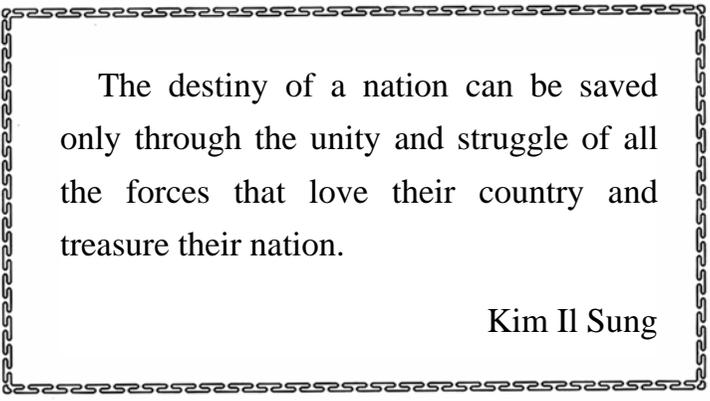 The destiny of a nation can be saved
only through the unity and struggle of all
the forces that love their country and
treasure their nation.
Kim Il Sung